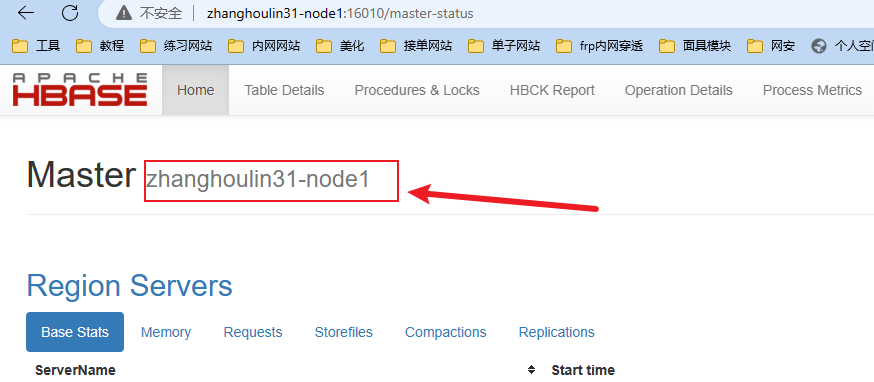 不安全 zhanghoulin31-node1:16010/master-status
工具 教程 练习网站 内网网站 美化 接单网站 单子网站 frp内网穿透 面具模块 网安 个人空间
APACHE HBASE Home Table Details Procedures & Locks HBCK Report Operation Details Process Metrics
Master zhanghoulin31-node1
Region Servers
Base Stats Memory Requests Storefiles Compactions Replications
ServerName Start time